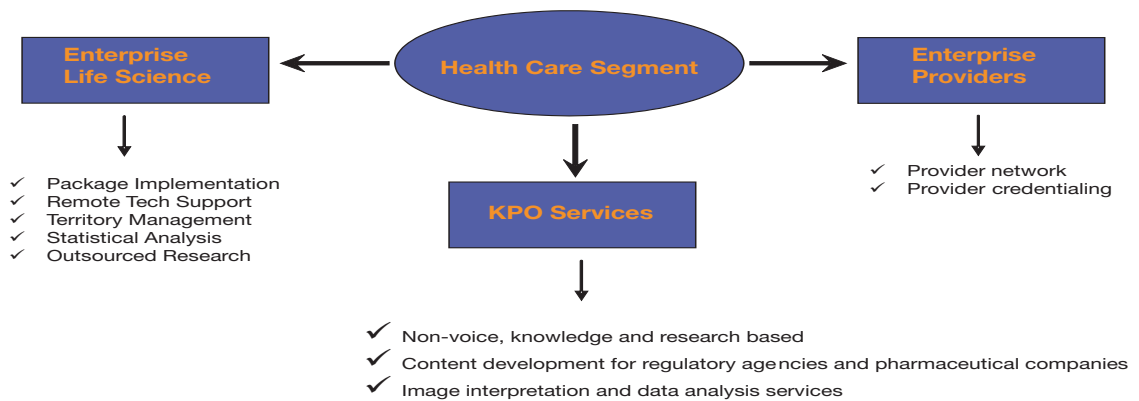 Health Care Segment
Enterprise
Life Science
✓ Package Implementation
✓ Remote Tech Support
✓ Territory Management
✓ Statistical Analysis
✓ Outsourced Research
KPO Services
✓ Non-voice, knowledge and research based
✓ Content development for regulatory agencies and pharmaceutical companies
✓ Image interpretation and data analysis services
Enterprise
Providers
✓ Provider network
✓ Provider credentialing